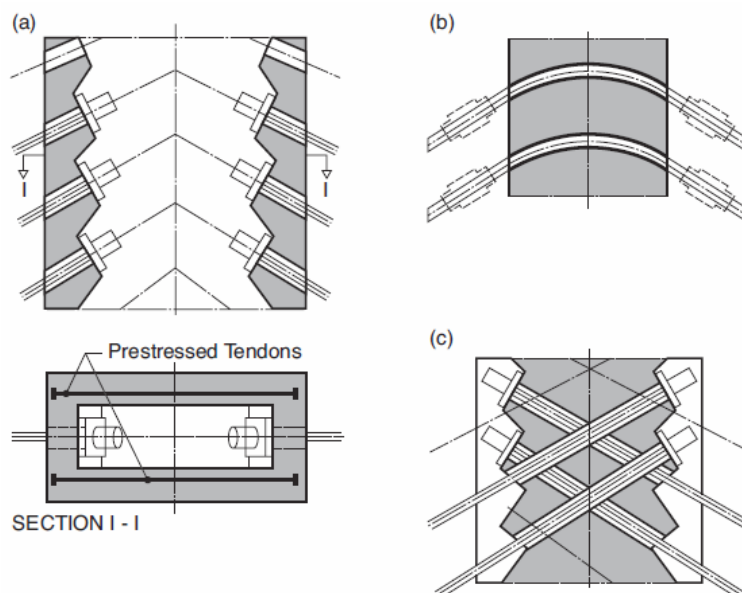 (a)
I
I
Prestressed Tendons
SECTION I - I
(b)
(c)